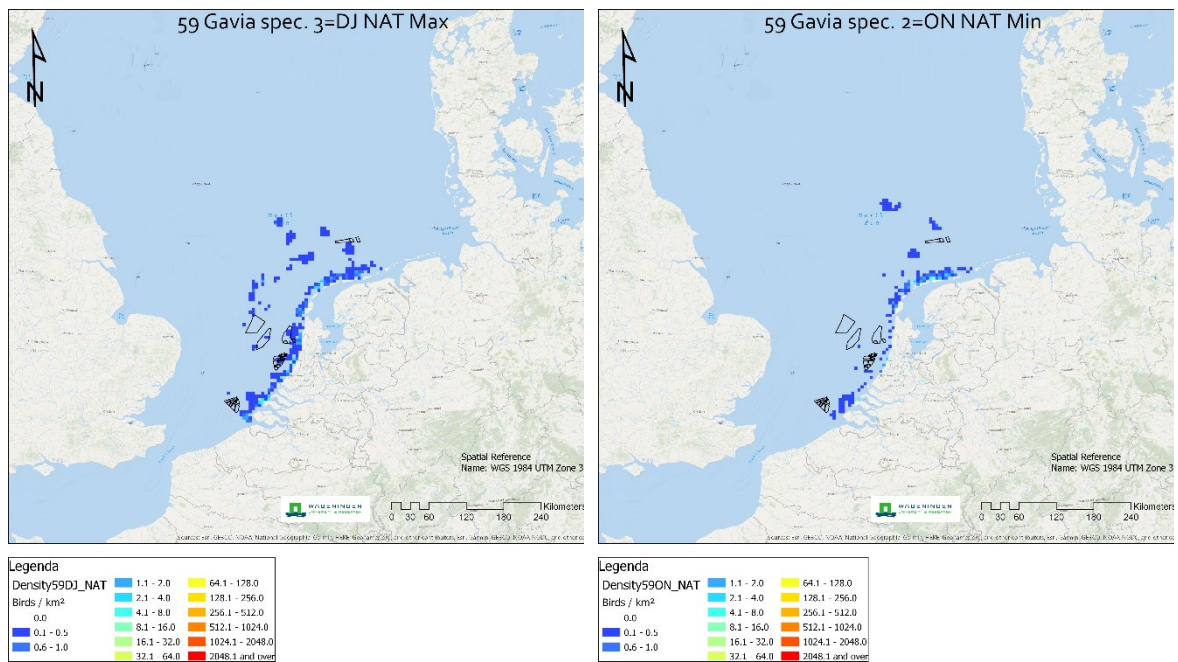 59 Gavia spec. 3=DJ NAT Max
N
Spatial Reference
Name: WGS 1984 UTM Zone 3
WAGENINGEN
Kilometers
0 30 60 120 180 240
Legenda
Density59DJ_NAT
Birds / km²
0.0
0.1 - 0.5
0.6 - 1.0
1.1 - 2.0
2.1 - 4.0
4.1 - 8.0
8.1 - 16.0
16.1 - 32.0
32.1 - 64.0
64.1 - 128.0
128.1 - 256.0
256.1 - 512.0
512.1 - 1024.0
1024.1 - 2048.0
2048.1 and over
59 Gavia spec. 2=ON NAT Min
N
Spatial Reference
Name: WGS 1984 UTM Zone 3
WAGENINGEN
Kilometers
0 30 60 120 180 240
Legenda
Density59ON_NAT
Birds / km²
0.0
0.1 - 0.5
0.6 - 1.0
1.1 - 2.0
2.1 - 4.0
4.1 - 8.0
8.1 - 16.0
16.1 - 32.0
32.1 - 64.0
64.1 - 128.0
128.1 - 256.0
256.1 - 512.0
512.1 - 1024.0
1024.1 - 2048.0
2048.1 and over